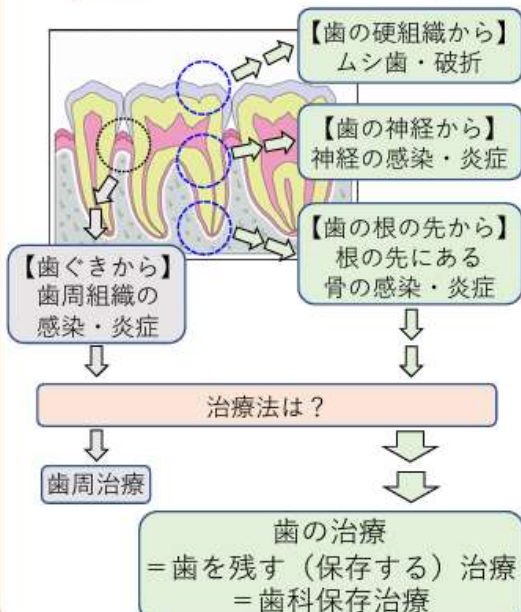 【歯の硬組織から】
ムシ歯・破折
【歯の神経から】
神経の感染・炎症
【歯の根の先から】
根の先にある
骨の感染・炎症
【歯ぐきから】
歯周組織の
感染・炎症
治療法は？
歯周治療
歯の治療
＝歯を残す（保存する）治療
＝歯科保存治療